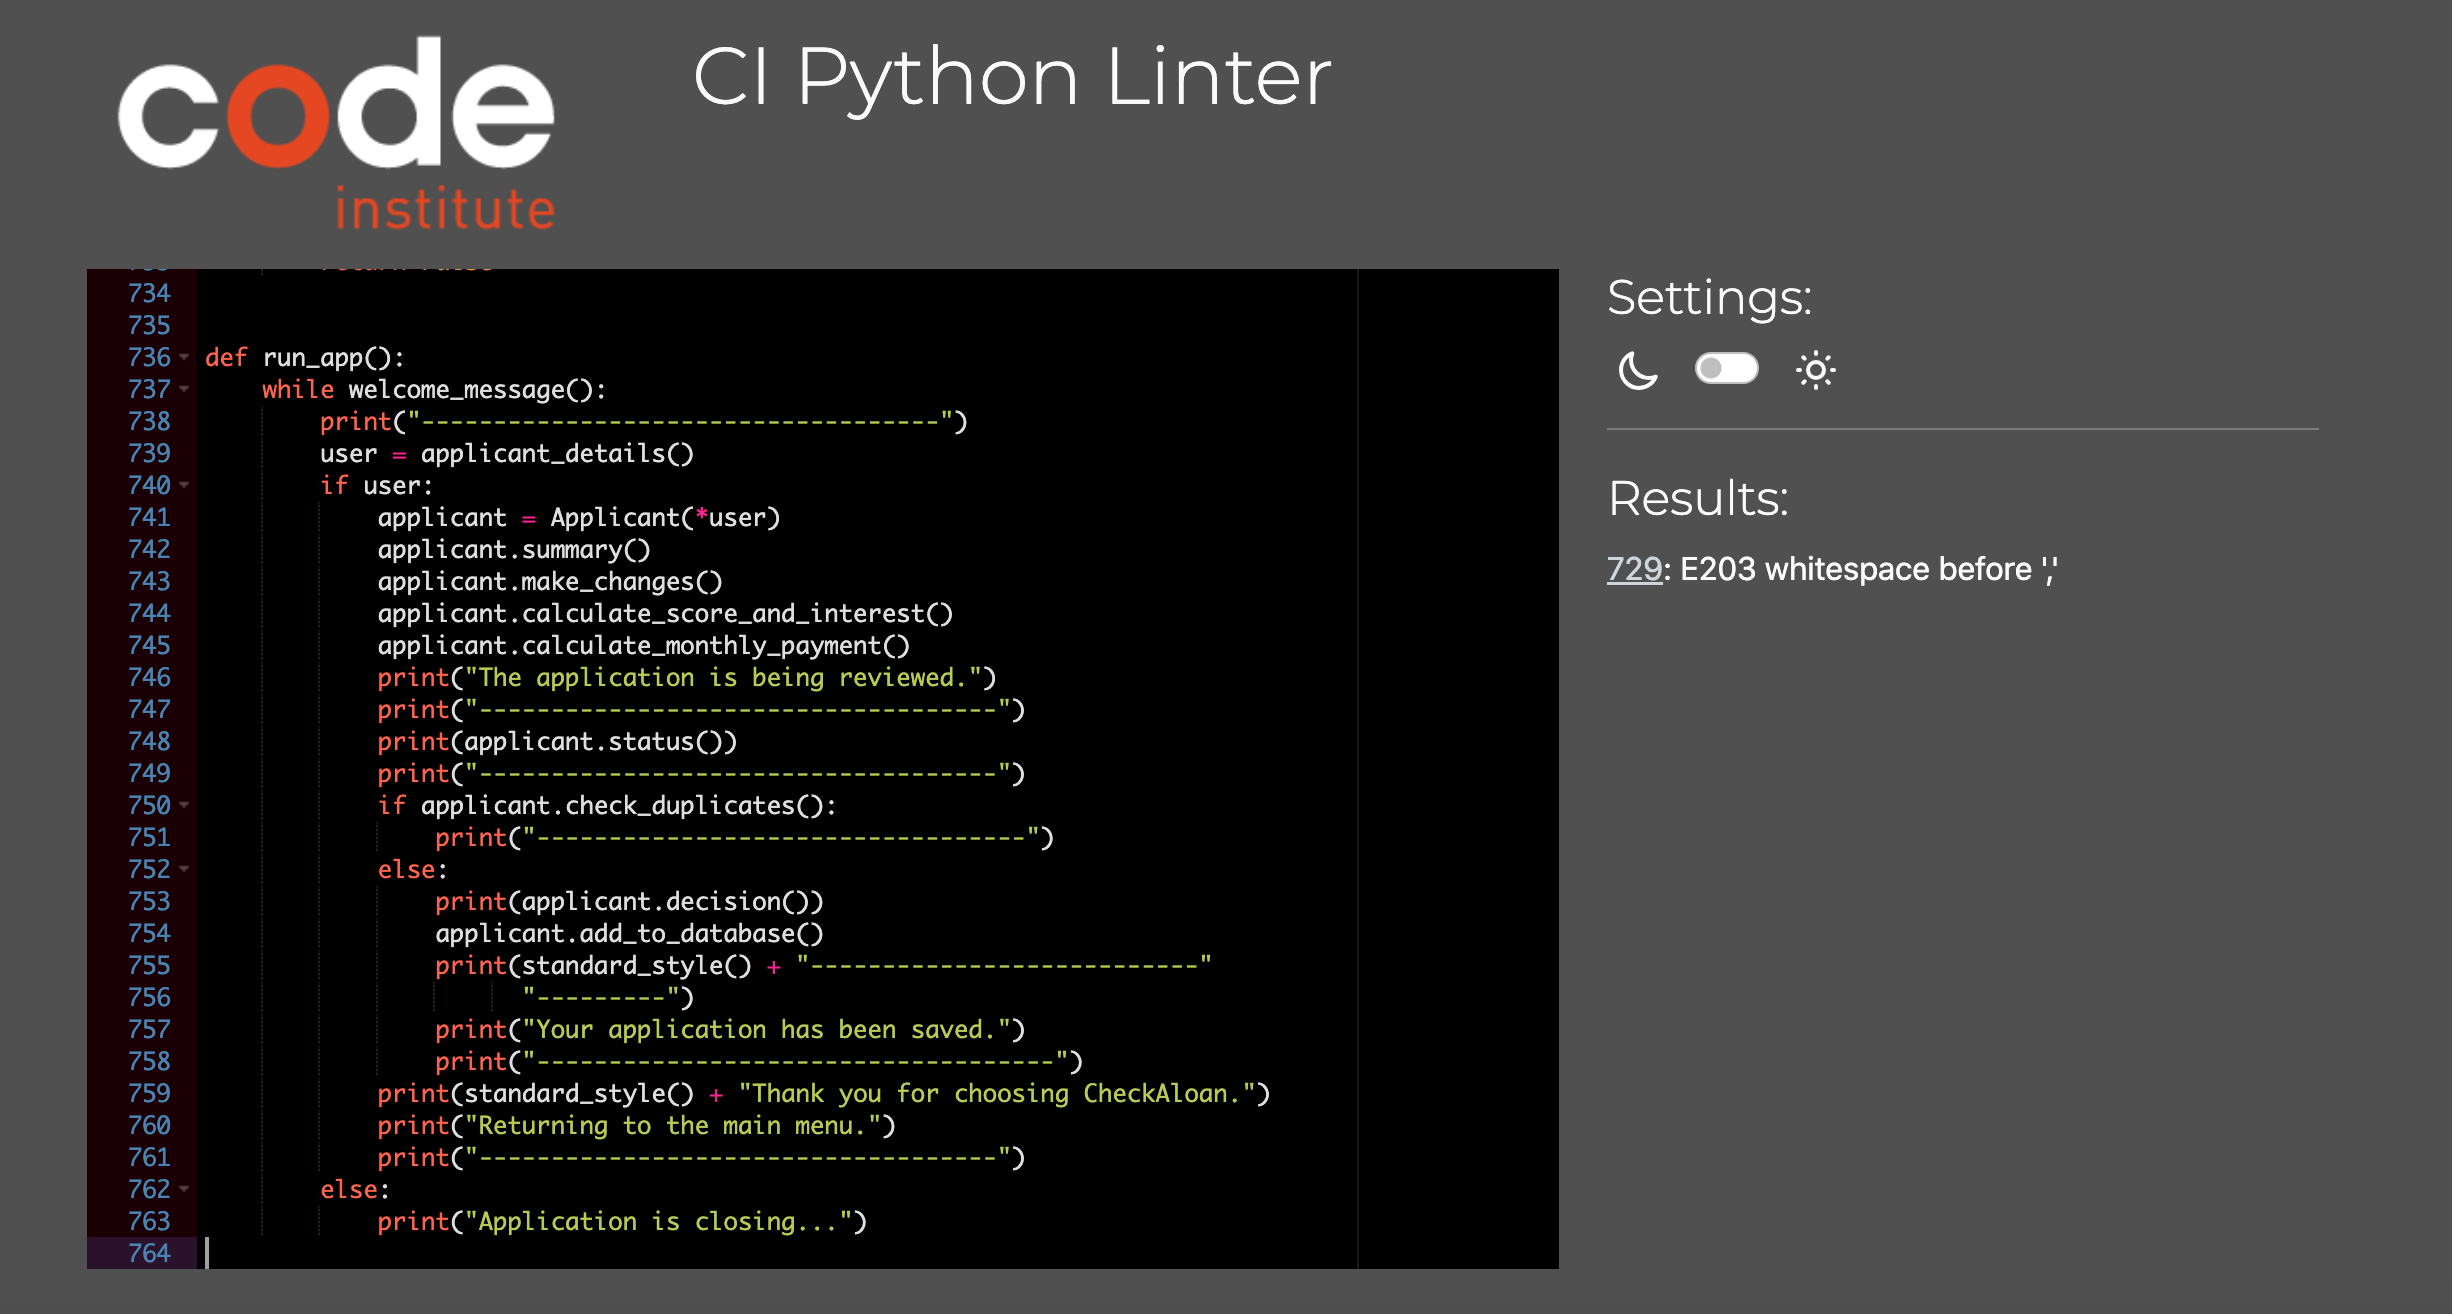 code
institute
CI Python Linter
734
735
736 def run_app():
737     while welcome_message():
738         print("------------------------------------")
739         user = applicant_details()
740         if user:
741             applicant = Applicant(*user)
742             applicant.summary()
743             applicant.make_changes()
744             applicant.calculate_score_and_interest()
745             applicant.calculate_monthly_payment()
746             print("The application is being reviewed.")
747             print("------------------------------------")
748             print(applicant.status())
749             print("------------------------------------")
750             if applicant.check_duplicates():
751                 print("----------------------------------")
752             else:
753                 print(applicant.decision())
754                 applicant.add_to_database()
755                 print(standard_style() + "---------------------------"
756                       "---------")
757                 print("Your application has been saved.")
758                 print("------------------------------------")
759             print(standard_style() + "Thank you for choosing CheckAloan.")
760             print("Returning to the main menu.")
761             print("------------------------------------")
762         else:
763             print("Application is closing...")
764
Settings:
Results:
729: E203 whitespace before ','